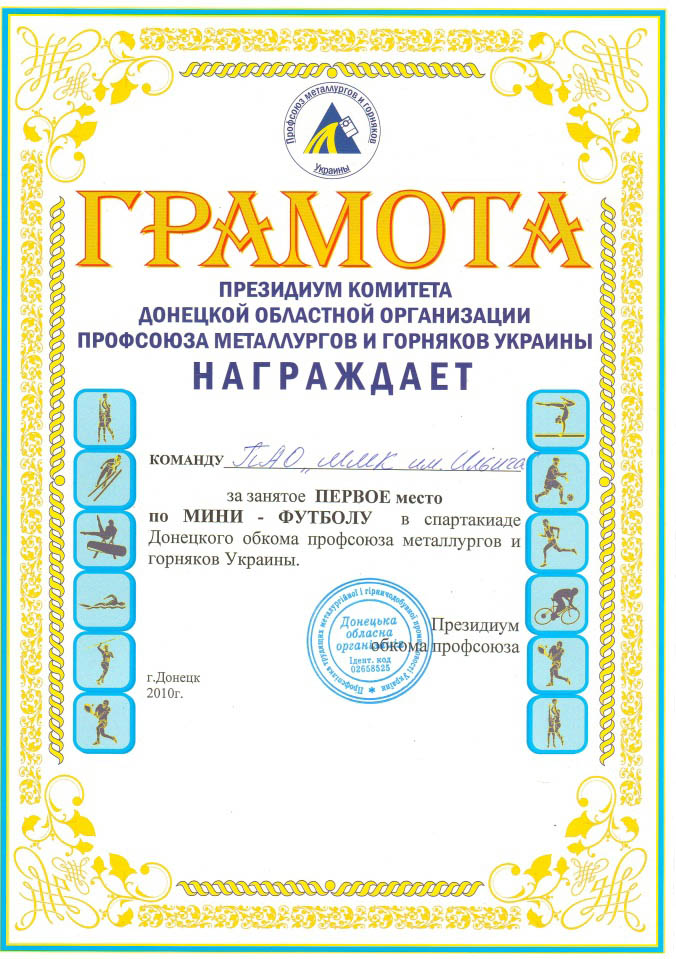 Профсоюз металлургов и горняков
Украины
ГРАМОТА
ПРЕЗИДИУМ КОМИТЕТА
ДОНЕЦКОЙ ОБЛАСТНОЙ ОРГАНИЗАЦИИ
ПРОФСОЮЗА МЕТАЛЛУРГОВ И ГОРНЯКОВ УКРАИНЫ
НАГРАЖДАЕТ
КОМАНДУ ПАО „ММК им. Ильича
за занятое ПЕРВОЕ место
по МИНИ - ФУТБОЛУ в спартакиаде
Донецкого обкома профсоюза металлургов и
горняков Украины.
Президиум
обкома профсоюза
Профспілка трудящих металургійної і гірничодобувної промисловості України
Донецька
обласна
організація
Ідент. код
02658525
г.Донецк
2010г.